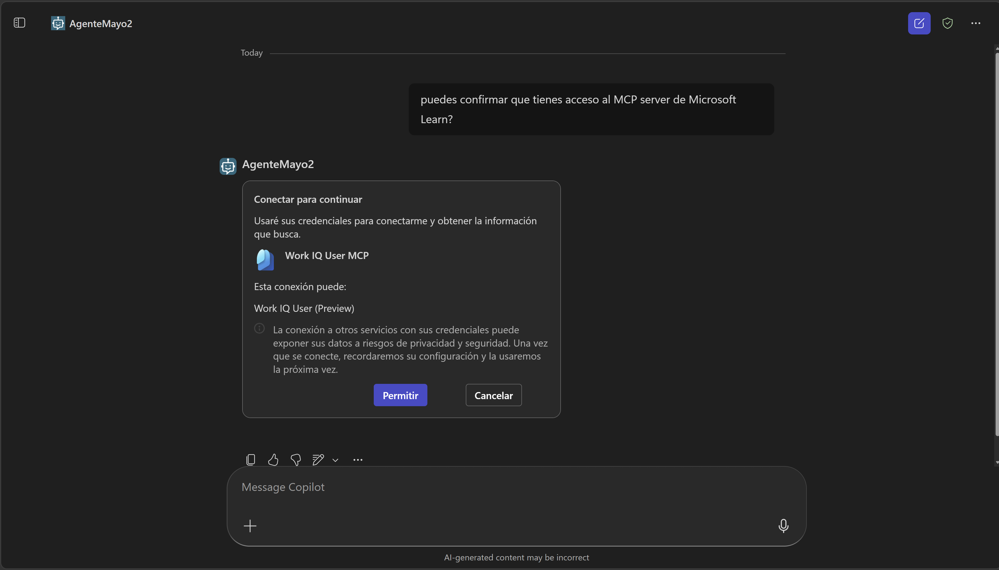 AgenteMayo2
Today
puedes confirmar que tienes acceso al MCP server de Microsoft
Learn?
AgenteMayo2
Conectar para continuar
Usaré sus credenciales para conectarme y obtener la información
que busca.
Work IQ User MCP
Esta conexión puede:
Work IQ User (Preview)
La conexión a otros servicios con sus credenciales puede
exponer sus datos a riesgos de privacidad y seguridad. Una vez
que se conecte, recordaremos su configuración y la usaremos
la próxima vez.
Permitir
Cancelar
Message Copilot
AI-generated content may be incorrect